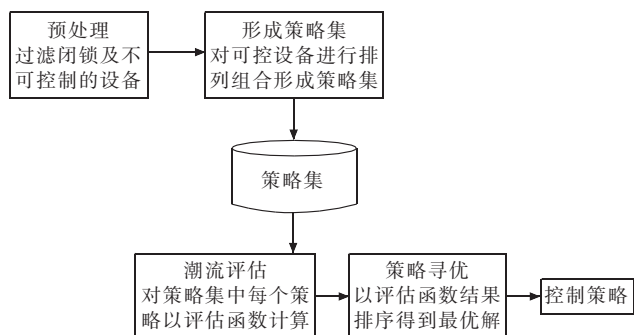 预处理
过滤闭锁及不
可控制的设备
形成策略集
对可控设备进行排
列组合形成策略集
策略集
潮流评估
对策略集中每个策
略以评估函数计算
策略寻优
以评估函数结果
排序得到最优解
控制策略